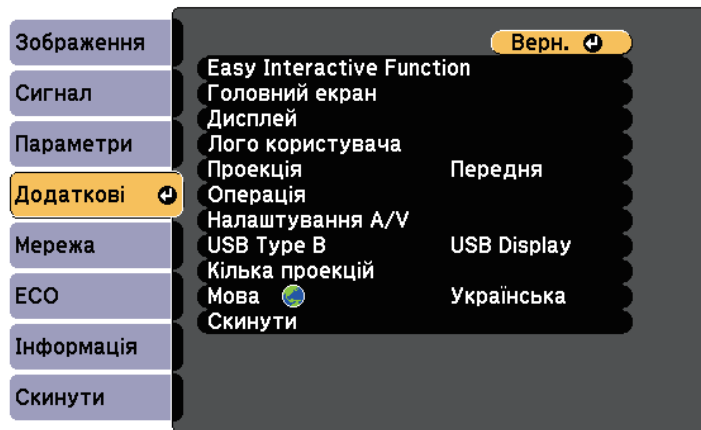 Зображення
Сигнал
Параметри
Додаткові
Мережа
ECO
Інформація
Скинути
Верн.
Easy Interactive Function
Головний екран
Дисплей
Лого користувача
Проекція Передня
Операція
Налаштування A/V
USB Type B USB Display
Кілька проекцій
Мова Українська
Скинути